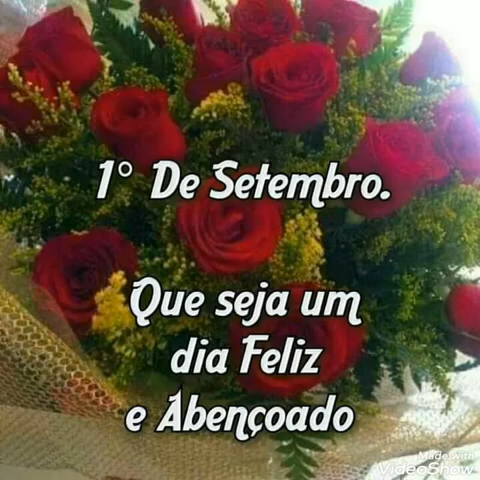 1° De Setembro.
Que seja um
dia Feliz
e Abençoado
Made with
VideoShow